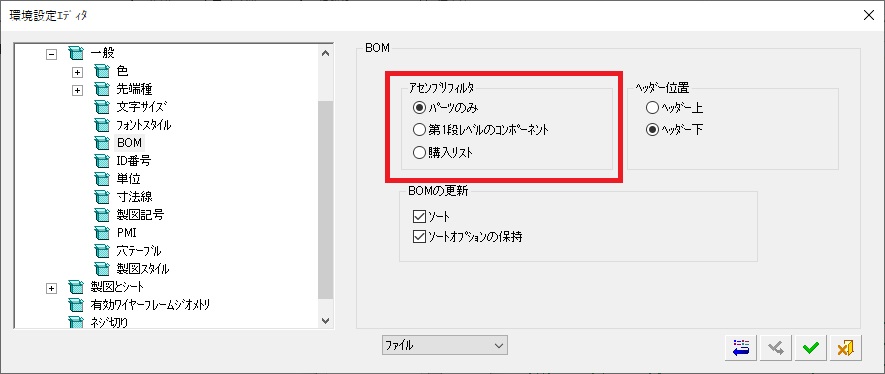 環境設定ｴﾃﾞｨﾀ
一般
色
先端種
文字ｻｲｽﾞ
ﾌｫﾝﾄｽﾀｲﾙ
BOM
ID番号
単位
寸法線
製図記号
PMI
穴ﾃｰﾌﾞﾙ
製図ｽﾀｲﾙ
製図とｼｰﾄ
有効ﾜｲﾔｰﾌﾚｰﾑｼﾞｵﾒﾄﾘ
ﾈｼﾞ切り
BOM
ｱｾﾝﾌﾞﾘﾌｨﾙﾀ
ﾊﾟｰﾂのみ
第1段ﾚﾍﾞﾙのｺﾝﾎﾟｰﾈﾝﾄ
購入ﾘｽﾄ
ﾍｯﾀﾞｰ位置
ﾍｯﾀﾞｰ上
ﾍｯﾀﾞｰ下
BOMの更新
ｿｰﾄ
ｿｰﾄｵﾌﾟｼｮﾝの保持
ﾌｧｲﾙ